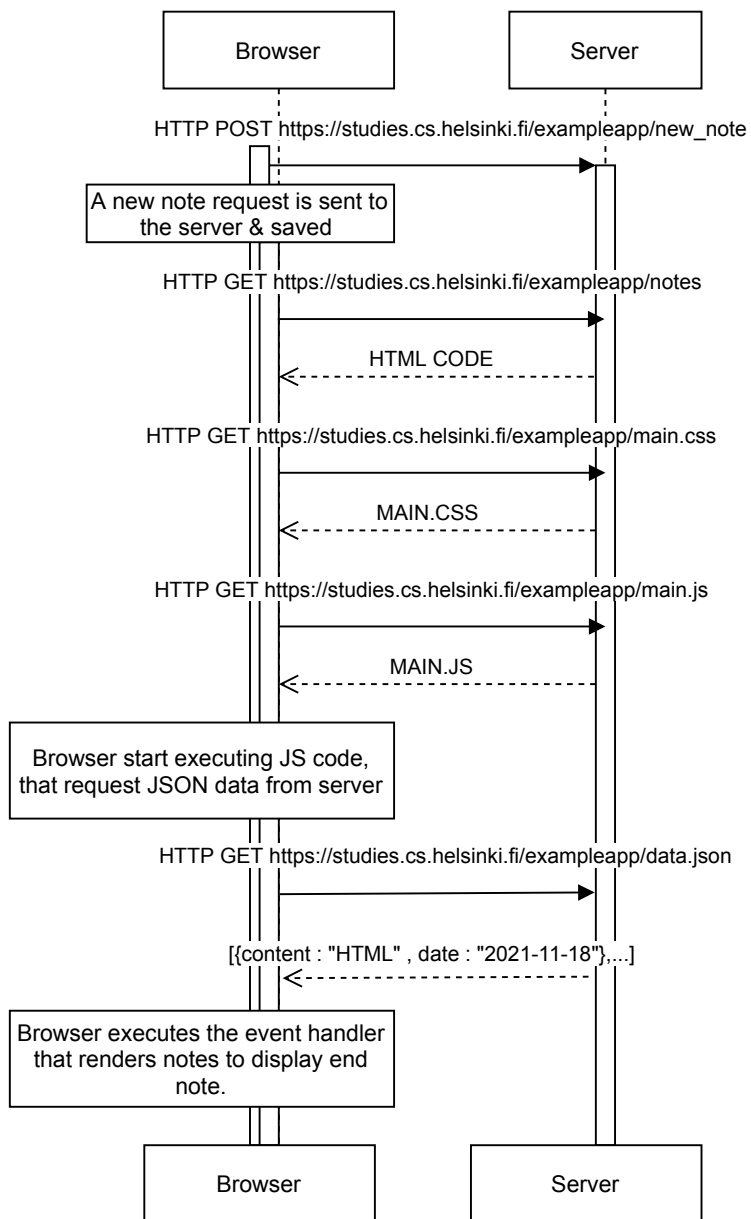 Browser
Server
HTTP POST https://studies.cs.helsinki.fi/exampleapp/new_note
A new note request is sent to
the server & saved
HTTP GET https://studies.cs.helsinki.fi/exampleapp/notes
HTML CODE
HTTP GET https://studies.cs.helsinki.fi/exampleapp/main.css
MAIN.CSS
HTTP GET https://studies.cs.helsinki.fi/exampleapp/main.js
MAIN.JS
Browser start executing JS code,
that request JSON data from server
HTTP GET https://studies.cs.helsinki.fi/exampleapp/data.json
[{content : "HTML" , date : "2021-11-18"},...]
Browser executes the event handler
that renders notes to display end
note.
Browser
Server